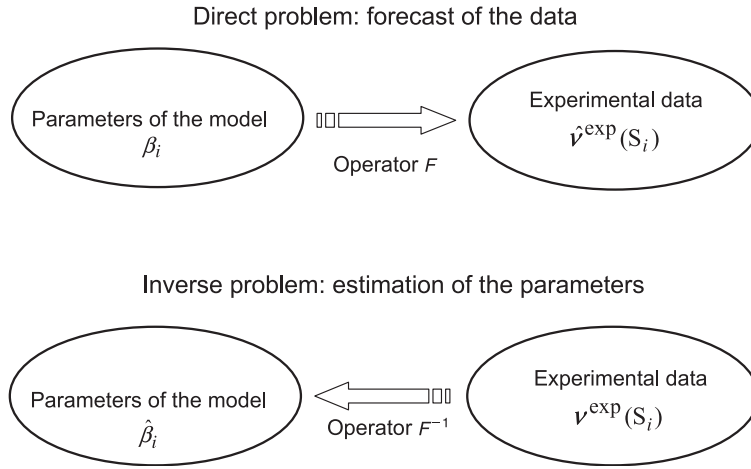 Direct problem: forecast of the data
Parameters of the model
β_i
Operator F
Experimental data
ν̂^exp(S_i)
Inverse problem: estimation of the parameters
Parameters of the model
β̂_i
Operator F⁻¹
Experimental data
ν^exp(S_i)